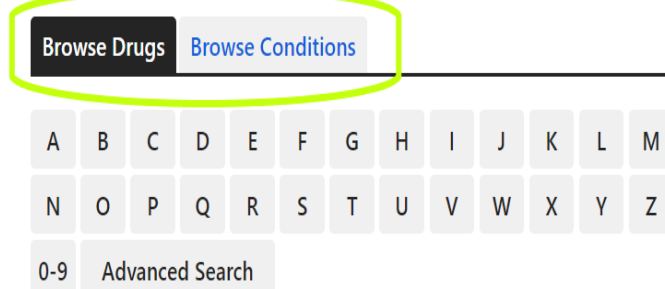 Browse Drugs Browse Conditions
A B C D E F G H I J K L M
N O P Q R S T U V W X Y Z
0-9 Advanced Search